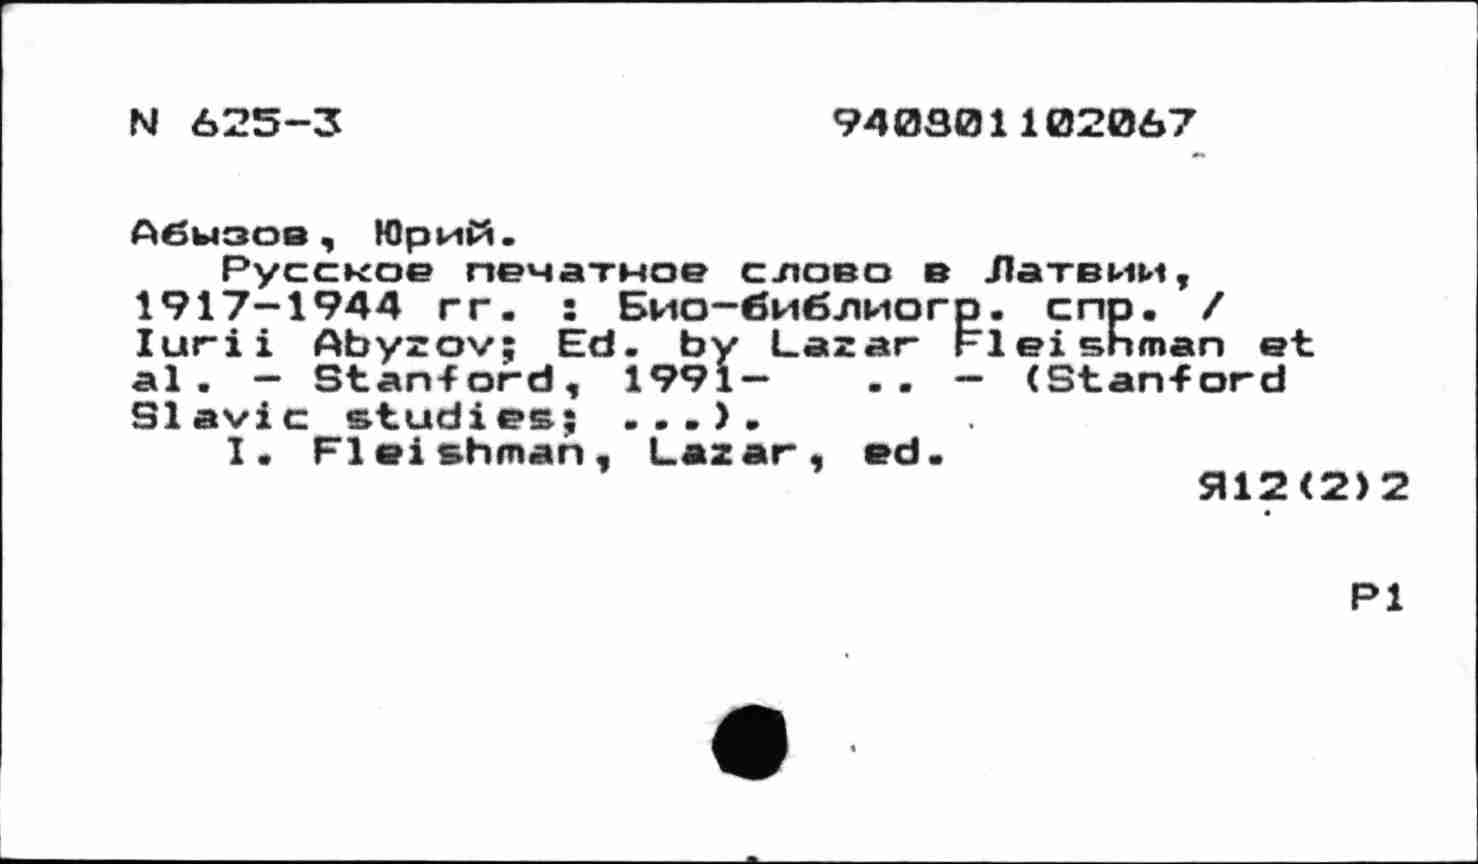 N 625-3 940801102067
Абызов, Юрий.
Русское печатное слово в Латвии,
1917-1944 гг. : Био-библиогр. спр. /
Iurii Abyzov; Ed. by Lazar Fleishman et
al. - Stanford, 1991- .. - (Stanford
Slavic studies; ...).
I. Fleishman, Lazar, ed.
Я12(2)2
P1